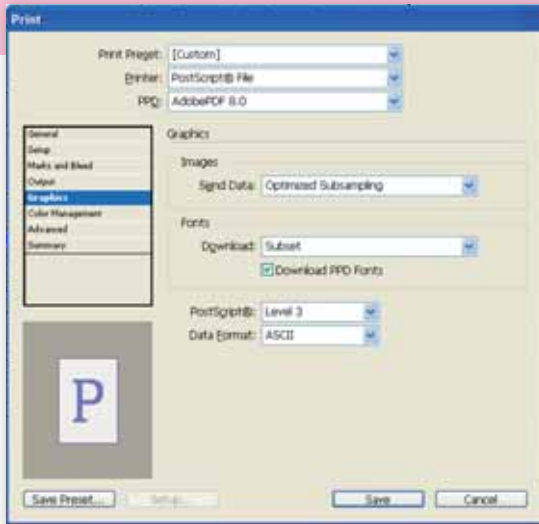 Print
Print Preset: [Custom]
Printer: PostScript® File
PPD: AdobePDF 8.0
General
Setup
Marks and Bleed
Output
Graphics
Color Management
Advanced
Summary
Graphics
Images
Send Data: Optimized Subsampling
Fonts
Download: Subset
Download PPD Fonts
PostScript®: Level 3
Data Format: ASCII
P
Save Preset... Setup... Save Cancel